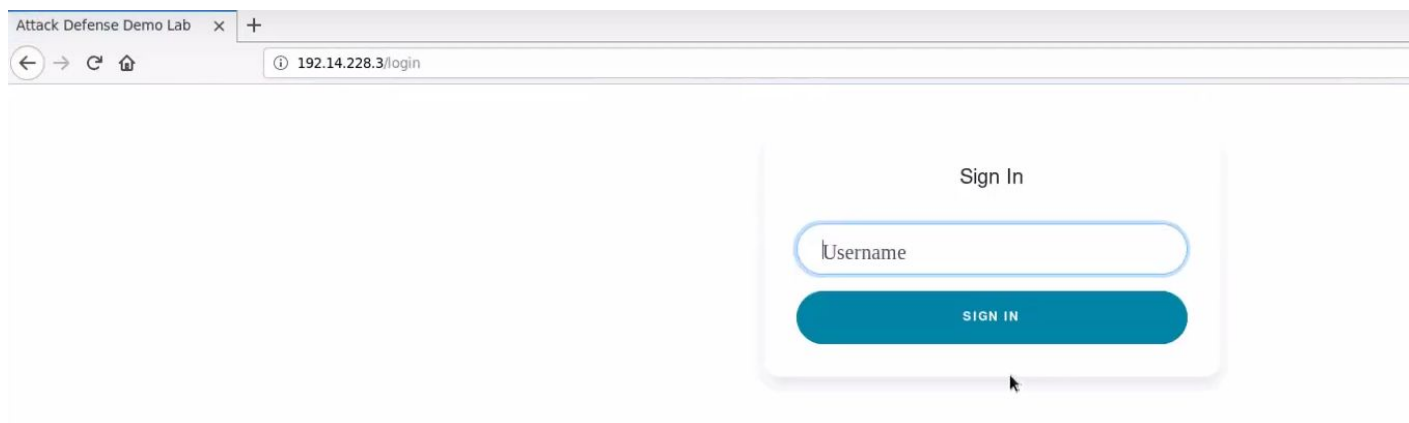 Attack Defense Demo Lab
192.14.228.3/login
Sign In
Username
SIGN IN